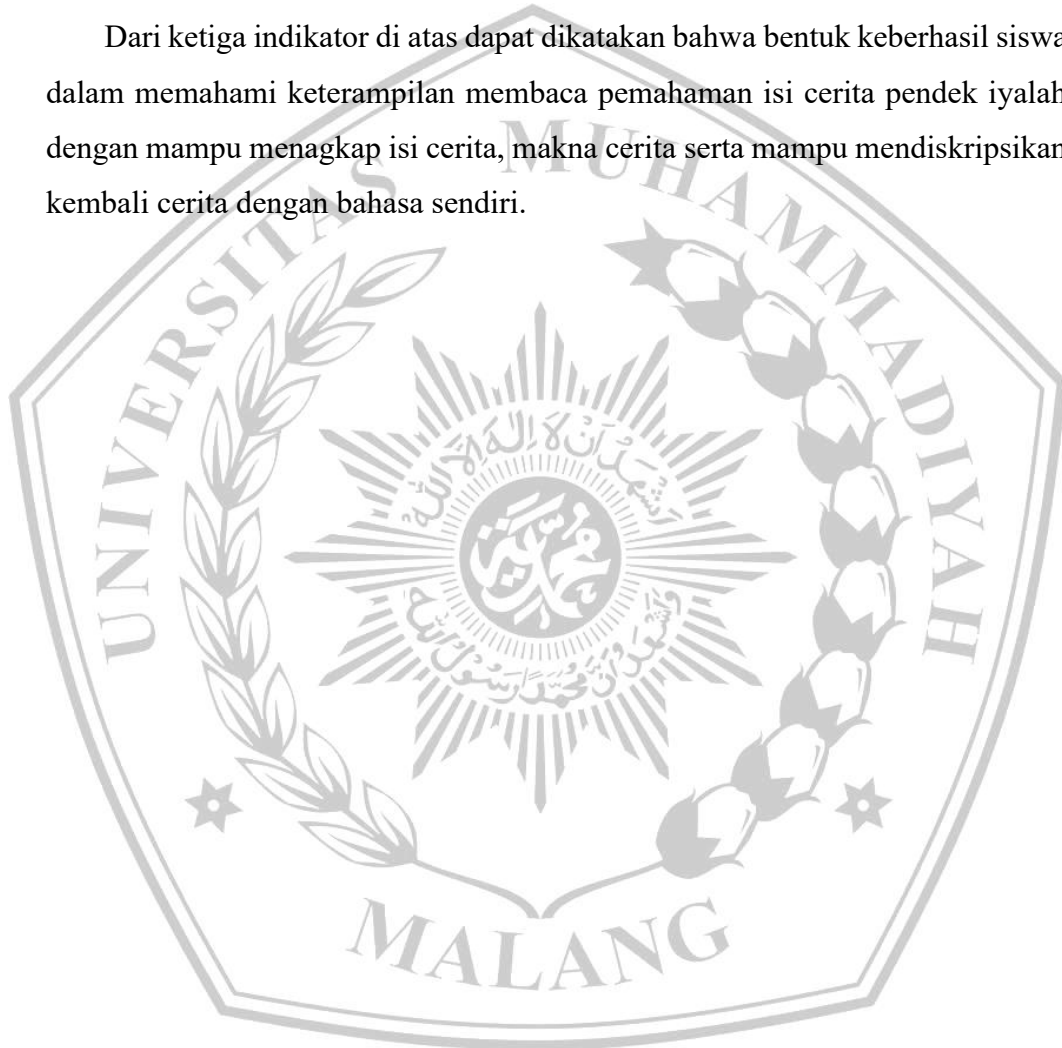 Dari ketiga indikator di atas dapat dikatakan bahwa bentuk keberhasil siswa
dalam memahami keterampilan membaca pemahaman isi cerita pendek iyalah
dengan mampu menagkap isi cerita, makna cerita serta mampu mendiskripsikan
kembali cerita dengan bahasa sendiri.
UNIVERSITAS MUHAMMADIYAH
MALANG